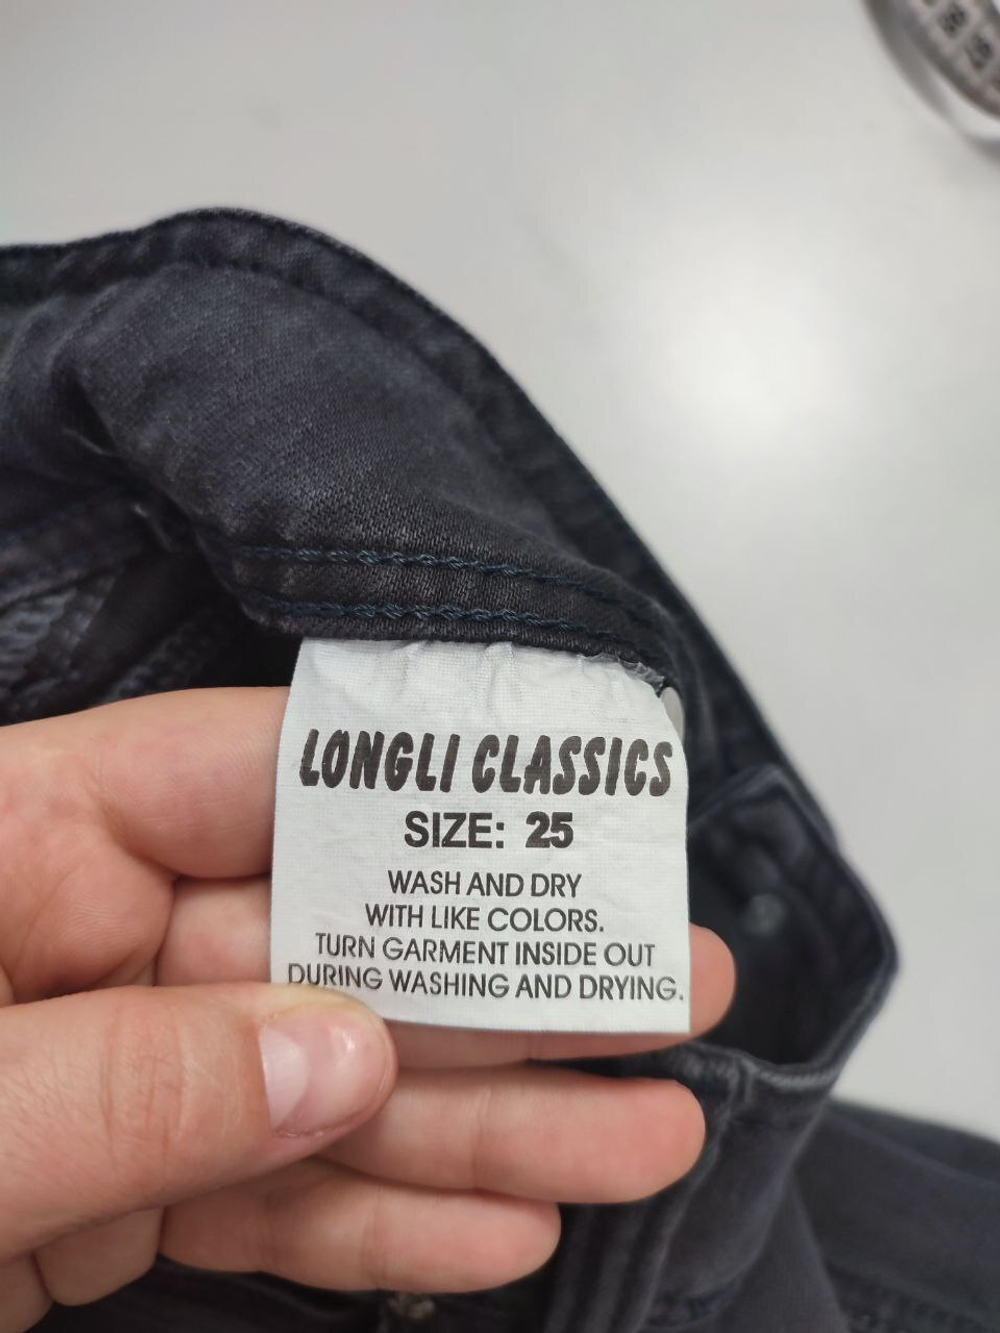 LONGLI CLASSICS
SIZE: 25
WASH AND DRY
WITH LIKE COLORS.
TURN GARMENT INSIDE OUT
DURING WASHING AND DRYING.